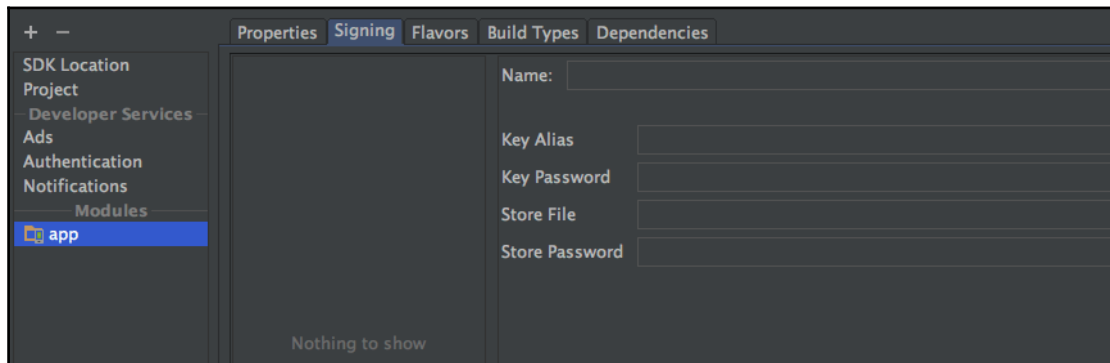 + −
Properties Signing Flavors Build Types Dependencies
SDK Location
Project
Developer Services
Ads
Authentication
Notifications
Modules
app
Nothing to show
Name:
Key Alias
Key Password
Store File
Store Password